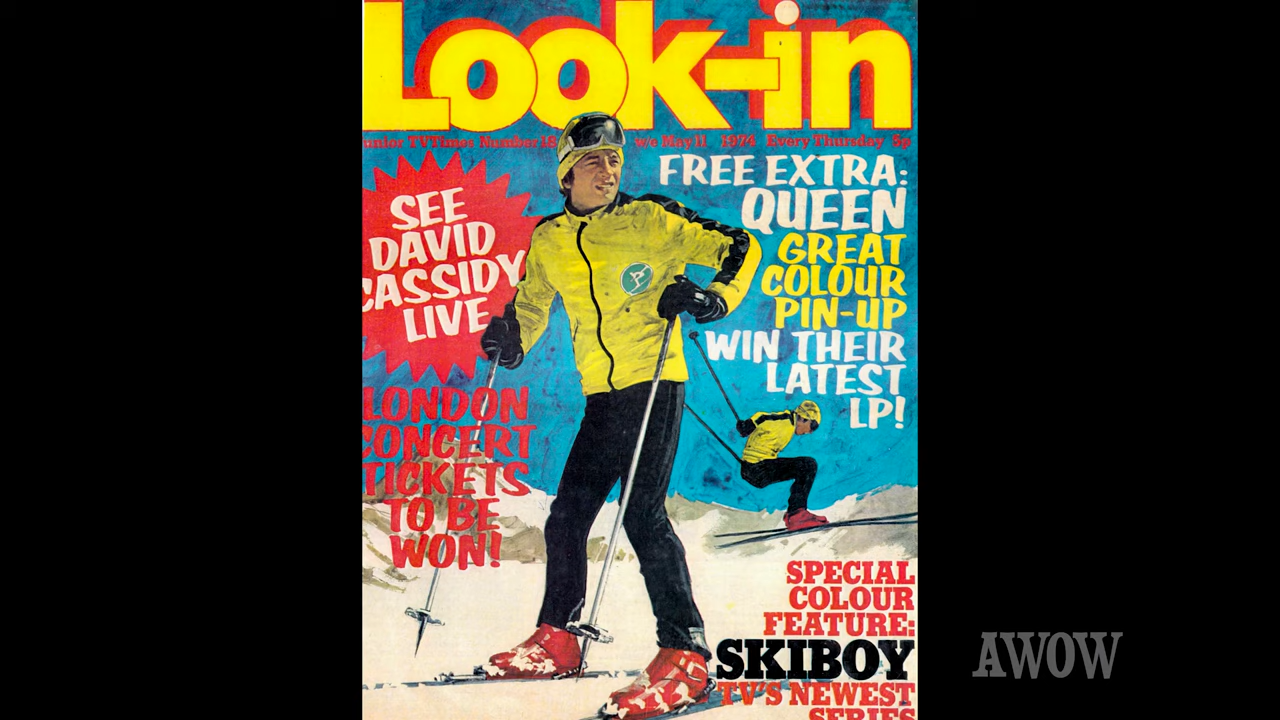 Look-in
unior TVTimes Number 18 w/e May 11 1974 Every Thursday 5p
SEE
DAVID
CASSIDY
LIVE
LONDON
CONCERT
TICKETS
TO BE
WON!
FREE EXTRA:
QUEEN
GREAT
COLOUR
PIN-UP
WIN THEIR
LATEST
LP!
SPECIAL
COLOUR
FEATURE:
SKIBOY
TV'S NEWEST
SERIES
AWOW